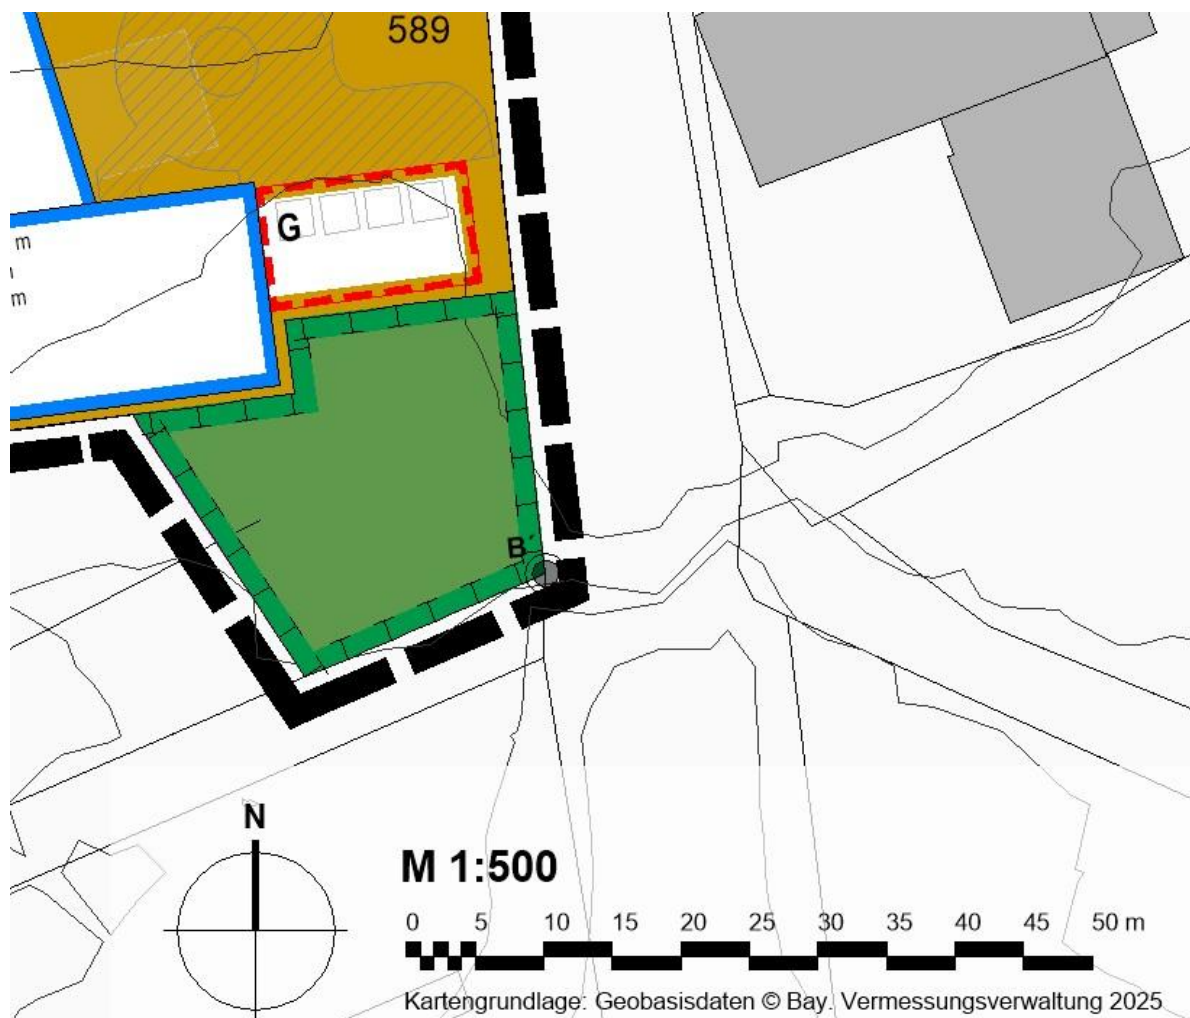 589
G
m
m
B´
N
M 1:500
0 5 10 15 20 25 30 35 40 45 50 m
Kartengrundlage: Geobasisdaten © Bay. Vermessungsverwaltung 2025